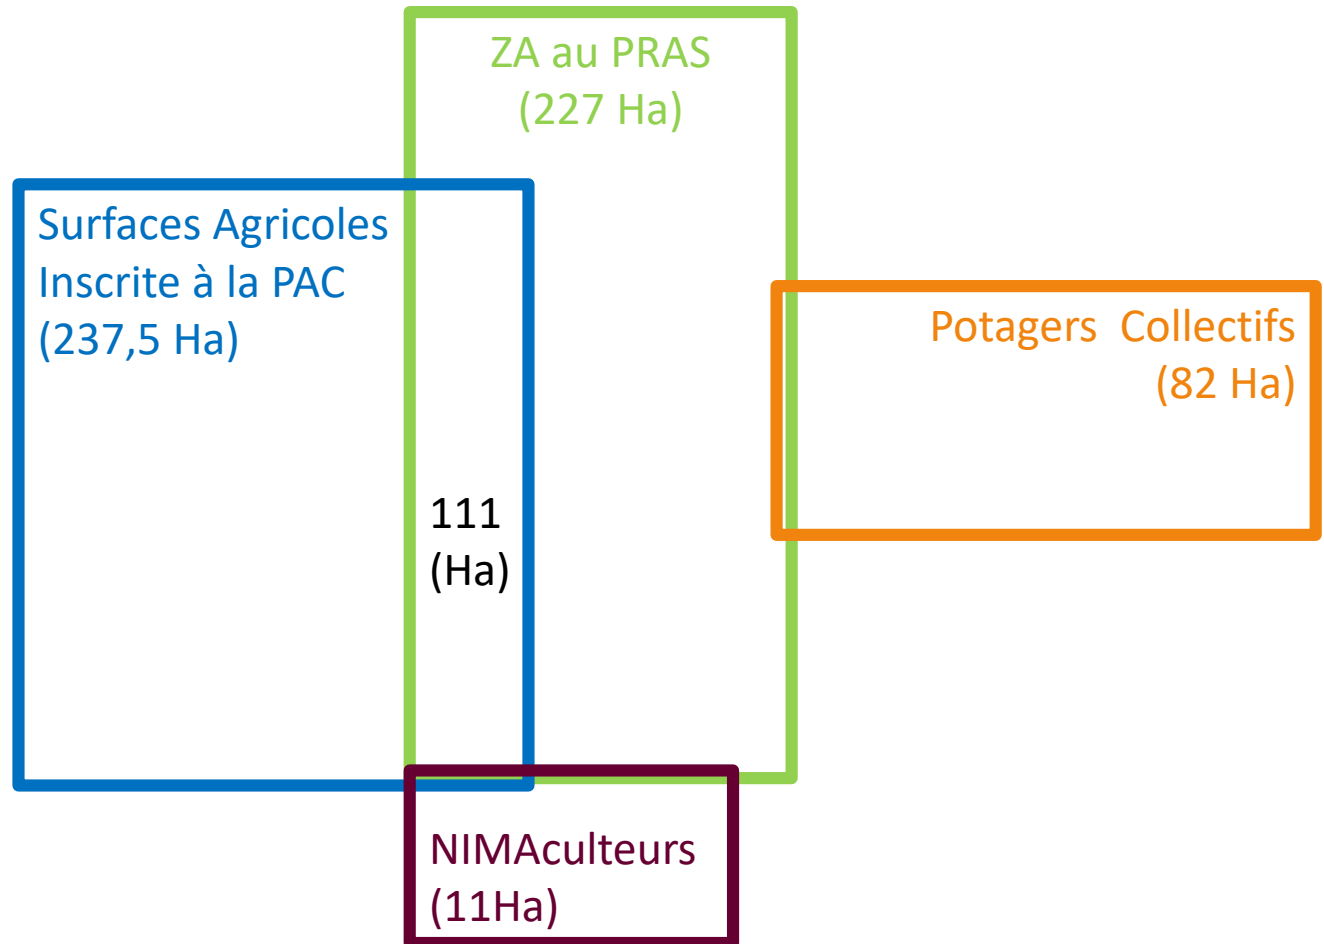 ZA au PRAS
(227 Ha)
Surfaces Agricoles
Inscrite à la PAC
(237,5 Ha)
Potagers  Collectifs
(82 Ha)
111
(Ha)
NIMAculteurs
(11Ha)